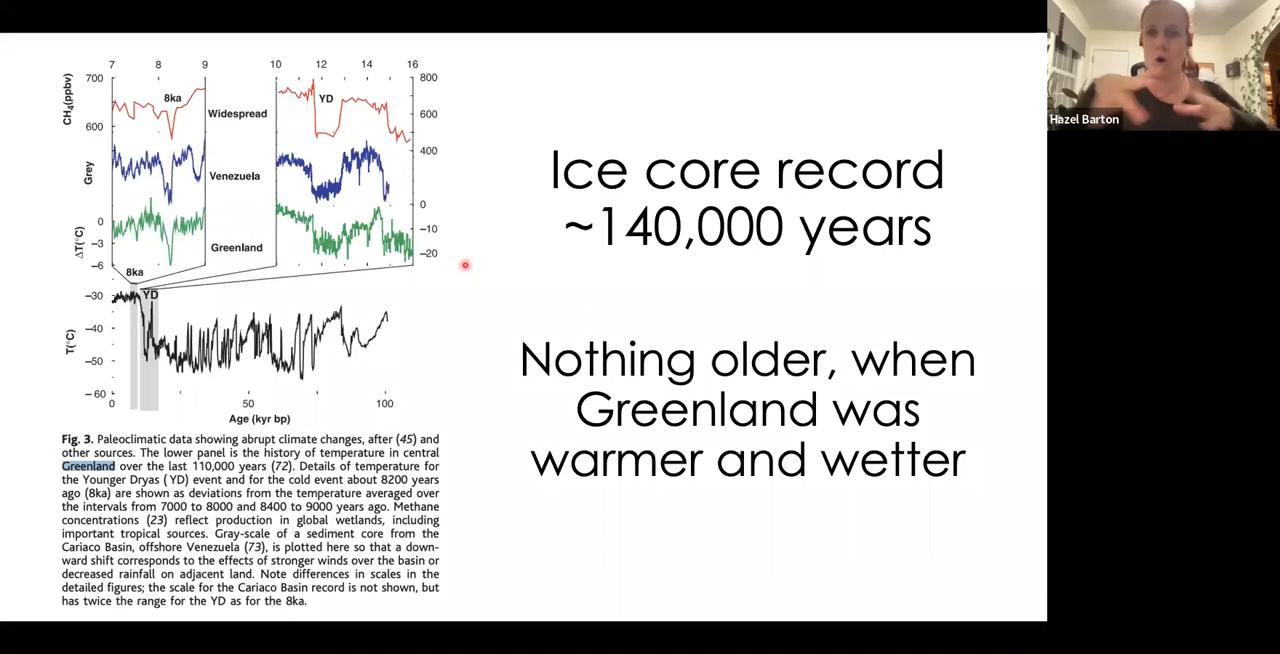 7 8 9 10 12 14 16
700 800
8ka YD
CH4(ppbv)
Widespread 600
600
400
Grey
Venezuela
0 0
-10
ΔT(°C)
-3 Greenland
-20
-6
8ka
-30 YD
T(°C)
-40
-50
-60
0 50 100
Age (kyr bp)
Fig. 3. Paleoclimatic data showing abrupt climate changes, after (45) and
other sources. The lower panel is the history of temperature in central
Greenland over the last 110,000 years (72). Details of temperature for
the Younger Dryas (YD) event and for the cold event about 8200 years
ago (8ka) are shown as deviations from the temperature averaged over
the intervals from 7000 to 8000 and 8400 to 9000 years ago. Methane
concentrations (23) reflect production in global wetlands, including
important tropical sources. Gray-scale of a sediment core from the
Cariaco Basin, offshore Venezuela (73), is plotted here so that a down-
ward shift corresponds to the effects of stronger winds over the basin or
decreased rainfall on adjacent land. Note differences in scales in the
detailed figures; the scale for the Cariaco Basin record is not shown, but
has twice the range for the YD as for the 8ka.
Ice core record
~140,000 years
Nothing older, when
Greenland was
warmer and wetter
Hazel Barton